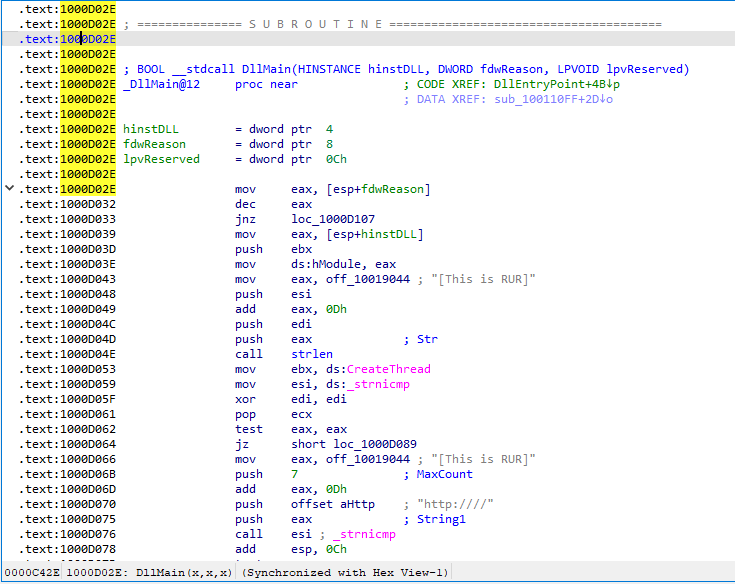 .text:1000D02E
.text:1000D02E ; =============== S U B R O U T I N E =======================================
.text:1000D02E
.text:1000D02E
.text:1000D02E ; BOOL __stdcall DllMain(HINSTANCE hinstDLL, DWORD fdwReason, LPVOID lpvReserved)
.text:1000D02E _DllMain@12     proc near               ; CODE XREF: DllEntryPoint+4B↓p
.text:1000D02E                                         ; DATA XREF: sub_100110FF+2D↓o
.text:1000D02E
.text:1000D02E hinstDLL        = dword ptr  4
.text:1000D02E fdwReason       = dword ptr  8
.text:1000D02E lpvReserved     = dword ptr  0Ch
.text:1000D02E
.text:1000D02E                 mov     eax, [esp+fdwReason]
.text:1000D032                 dec     eax
.text:1000D033                 jnz     loc_1000D107
.text:1000D039                 mov     eax, [esp+hinstDLL]
.text:1000D03D                 push    ebx
.text:1000D03E                 mov     ds:hModule, eax
.text:1000D043                 mov     eax, off_10019044 ; "[This is RUR]"
.text:1000D048                 push    esi
.text:1000D049                 add     eax, 0Dh
.text:1000D04C                 push    edi
.text:1000D04D                 push    eax             ; Str
.text:1000D04E                 call    strlen
.text:1000D053                 mov     ebx, ds:CreateThread
.text:1000D059                 mov     esi, ds:_strnicmp
.text:1000D05F                 xor     edi, edi
.text:1000D061                 pop     ecx
.text:1000D062                 test    eax, eax
.text:1000D064                 jz      short loc_1000D089
.text:1000D066                 mov     eax, off_10019044 ; "[This is RUR]"
.text:1000D06B                 push    7               ; MaxCount
.text:1000D06D                 add     eax, 0Dh
.text:1000D070                 push    offset aHttp    ; "http:////"
.text:1000D075                 push    eax             ; String1
.text:1000D076                 call    esi ; _strnicmp
.text:1000D078                 add     esp, 0Ch
0000C42E 1000D02E: DllMain(x,x,x) (Synchronized with Hex View-1)